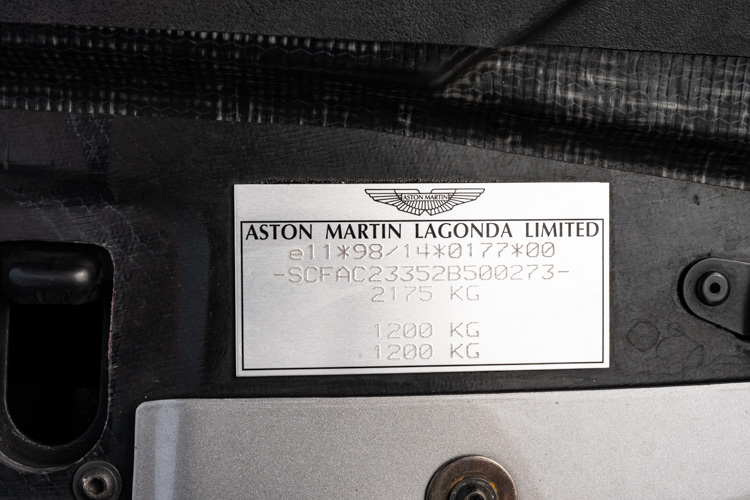 ASTON MARTIN
ASTON MARTIN LAGONDA LIMITED
e11*98/14*0177*00
-SCFAC23352B500273-
2175 KG
1200 KG
1200 KG